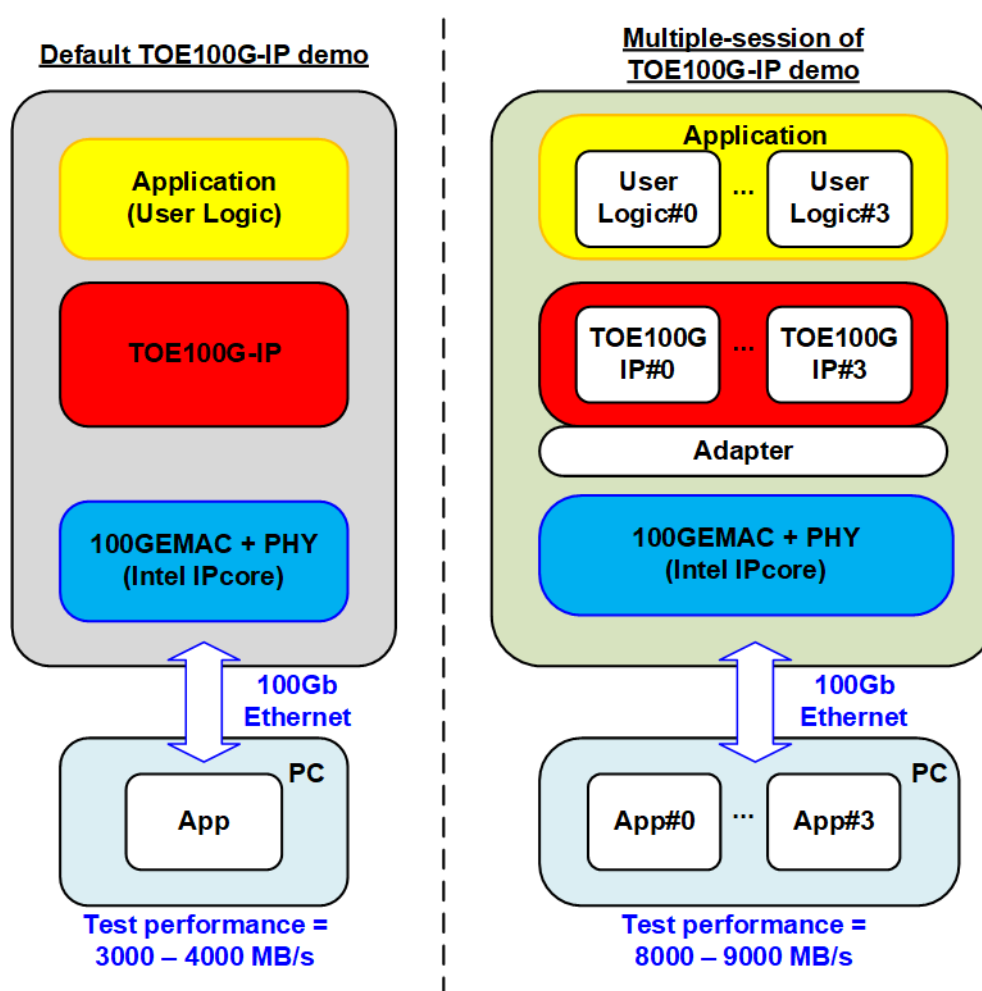 Default TOE100G-IP demo
Application
(User Logic)
TOE100G-IP
100GEMAC + PHY
(Intel IPcore)
100Gb
Ethernet
PC
App
Test performance =
3000 – 4000 MB/s
Multiple-session of
TOE100G-IP demo
Application
User
Logic#0
...
User
Logic#3
TOE100G
IP#0
...
TOE100G
IP#3
Adapter
100GEMAC + PHY
(Intel IPcore)
100Gb
Ethernet
PC
App#0
...
App#3
Test performance =
8000 – 9000 MB/s